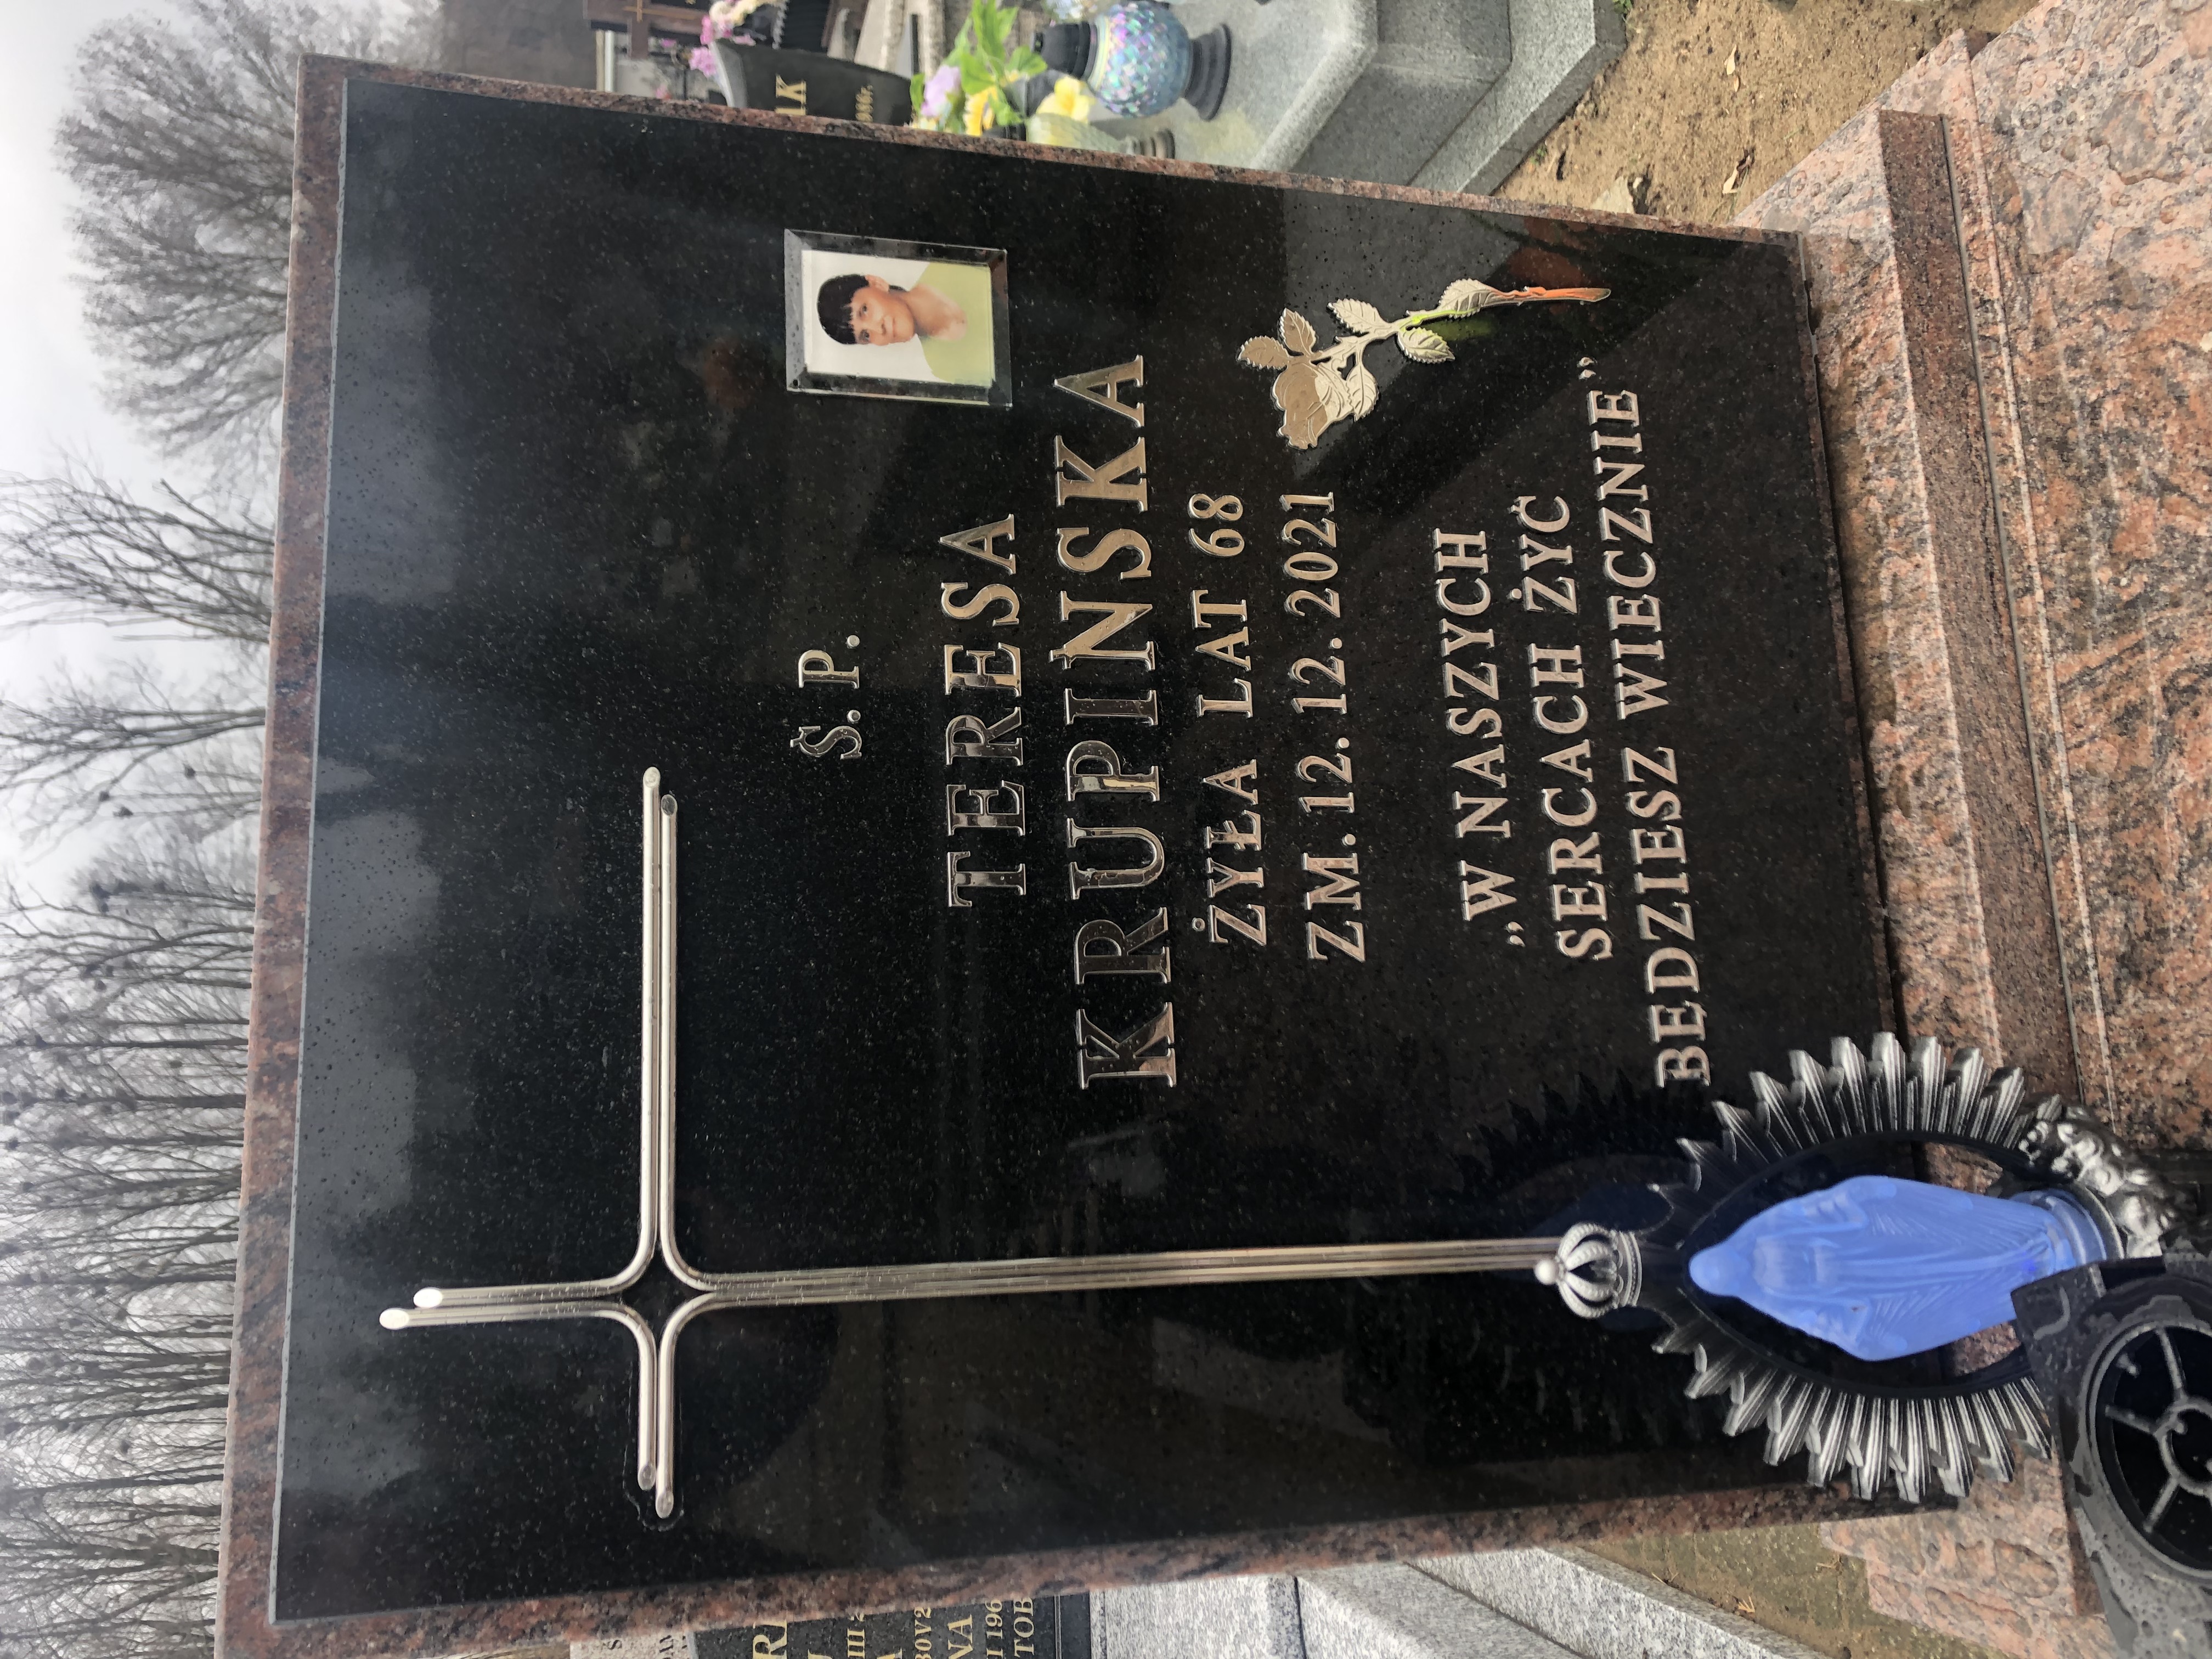 Ś. P.
TERESA
KRUPIŃSKA
ŻYŁA LAT 68
ZM. 12. 12. 2021
„W NASZYCH
SERCACH ŻYĆ
BĘDZIESZ WIECZNIE”